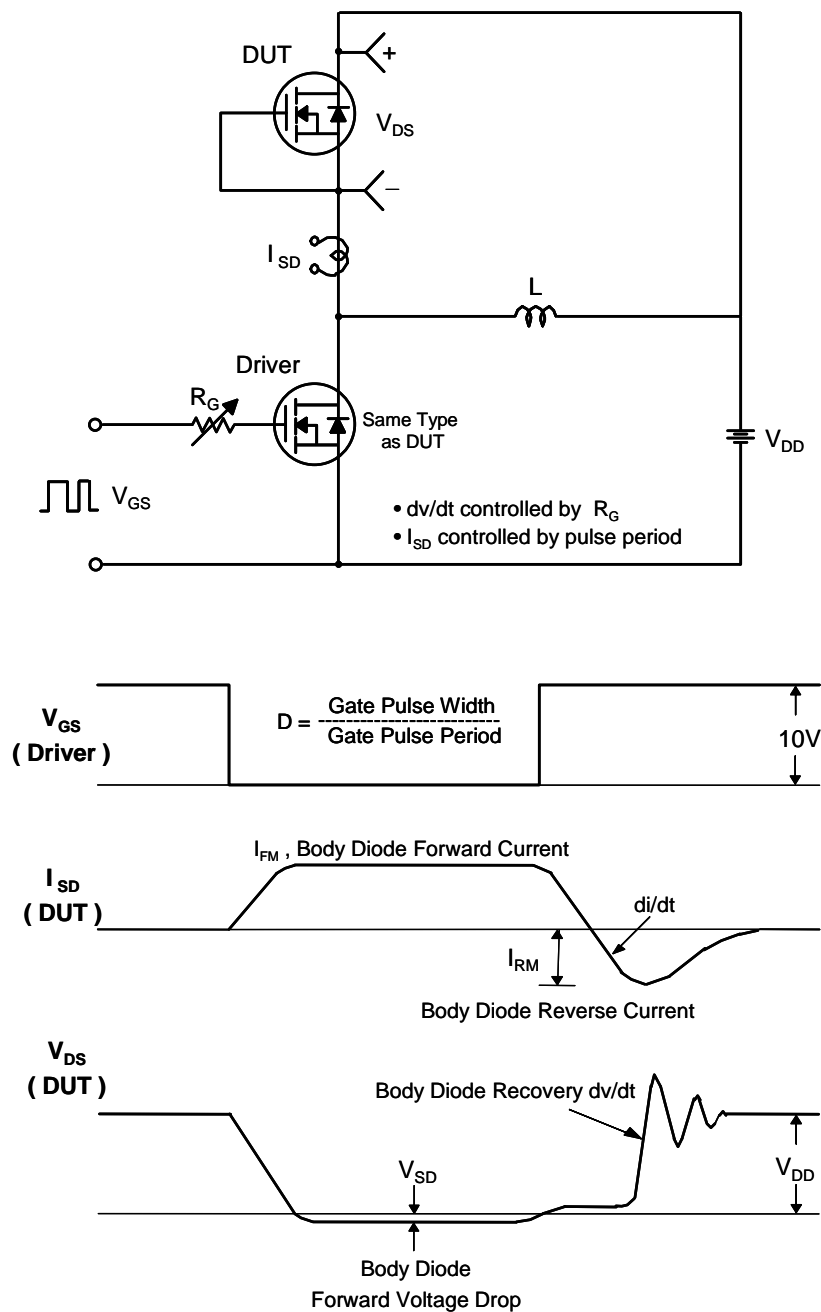 DUT
+
V_DS
−
I_SD
L
Driver
R_G
Same Type
as DUT
V_DD
V_GS
• dv/dt controlled by R_G
• I_SD controlled by pulse period
V_GS
( Driver )
D = Gate Pulse Width
Gate Pulse Period
10V
I_FM , Body Diode Forward Current
I_SD
( DUT )
di/dt
I_RM
Body Diode Reverse Current
V_DS
( DUT )
Body Diode Recovery dv/dt
V_SD
V_DD
Body Diode
Forward Voltage Drop